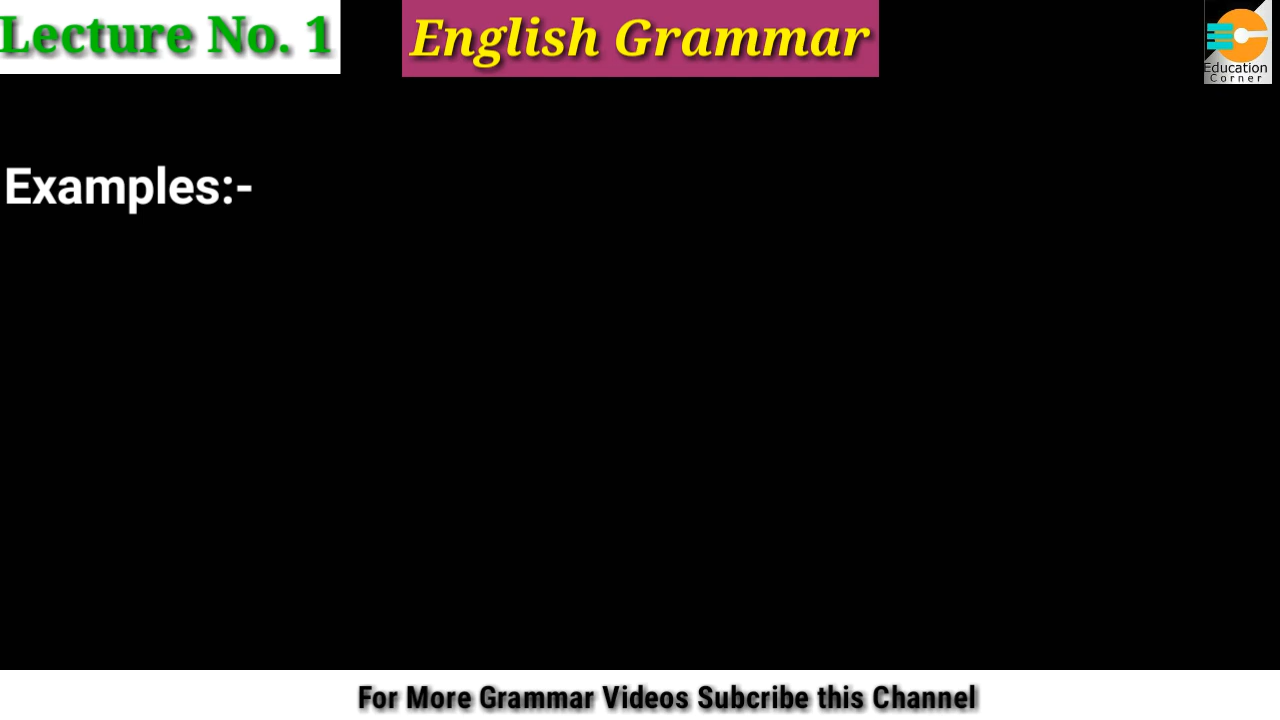 Lecture No. 1
English Grammar
Education
Corner
Examples:-
For More Grammar Videos Subcribe this Channel